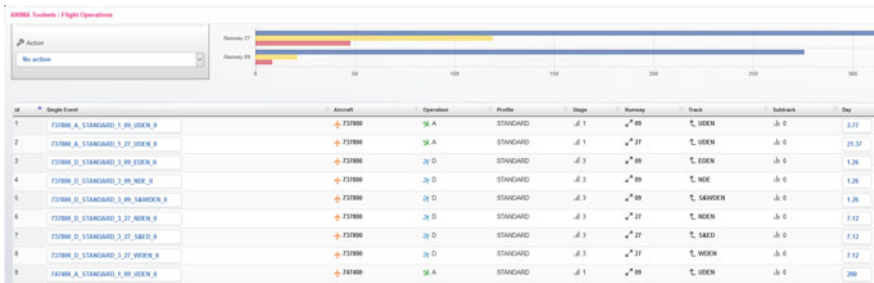 AIMMA Toolsets : Flight Operations
Action
No action
Runway 27
Runway 09
0 50 100 150 200 250 300
id Single Event Aircraft Operation Profile Stage Runway Track Subtrack Day
1 737800_A_STANDARD_1_09_UDEN_0 737800 A STANDARD 1 09 UDEN 0 3.77
2 737800_A_STANDARD_1_27_UDEN_0 737800 A STANDARD 1 27 UDEN 0 21.37
3 737800_D_STANDARD_3_09_EDEN_0 737800 D STANDARD 3 09 EDEN 0 1.26
4 737800_D_STANDARD_3_09_NDE_0 737800 D STANDARD 3 09 NDE 0 1.26
5 737800_D_STANDARD_3_09_S&WDEN_0 737800 D STANDARD 3 09 S&WDEN 0 1.26
6 737800_D_STANDARD_3_27_NDEN_0 737800 D STANDARD 3 27 NDEN 0 7.12
7 737800_D_STANDARD_3_27_S&ED_0 737800 D STANDARD 3 27 S&ED 0 7.12
8 737800_D_STANDARD_3_27_WDEN_0 737800 D STANDARD 3 27 WDEN 0 7.12
9 747400_A_STANDARD_1_09_UDEN_0 747400 A STANDARD 1 09 UDEN 0 200